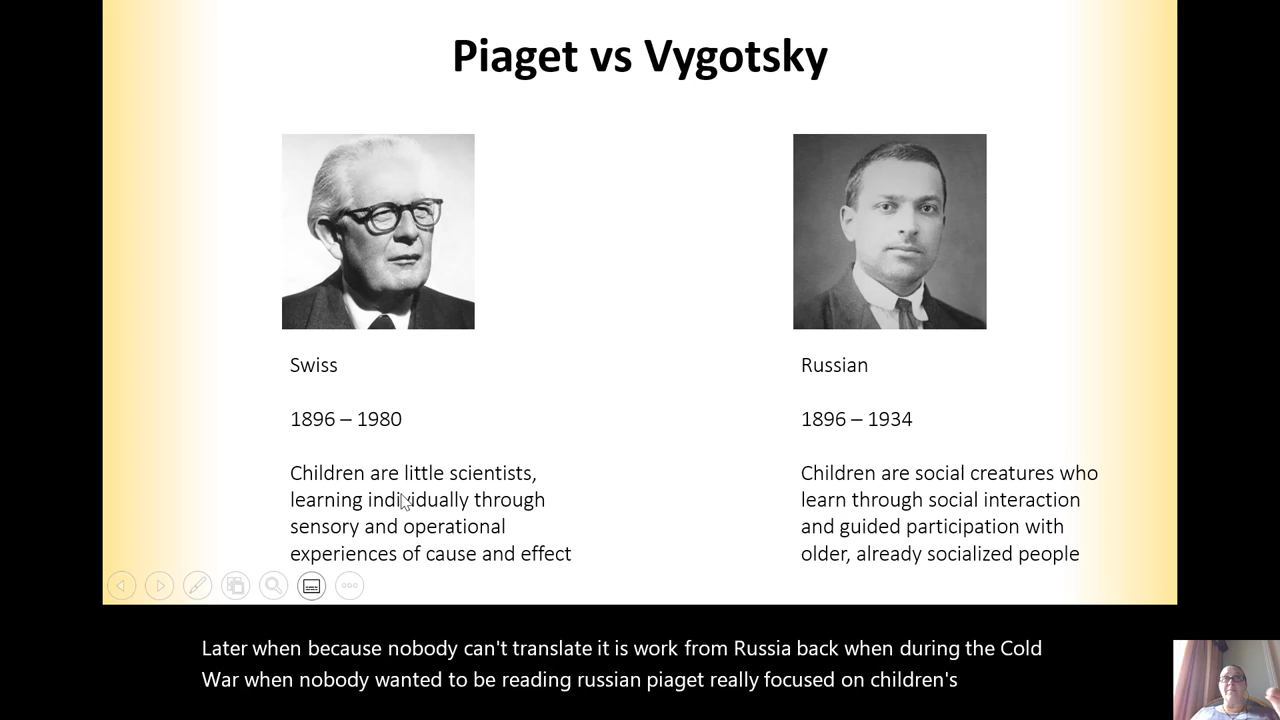 Piaget vs Vygotsky
Swiss
1896 – 1980
Children are little scientists,
learning individually through
sensory and operational
experiences of cause and effect
Russian
1896 – 1934
Children are social creatures who
learn through social interaction
and guided participation with
older, already socialized people
Later when because nobody can't translate it is work from Russia back when during the Cold
War when nobody wanted to be reading russian piaget really focused on children's